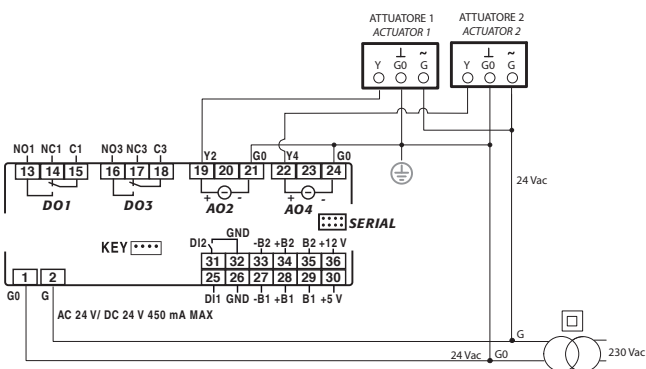 ATTUATORE 1
ACTUATOR 1
ATTUATORE 2
ACTUATOR 2
Y G0 G
⊥ ~
Y G0 G
⊥ ~
NO1 NC1 C1
NO3 NC3 C3
Y2 G0 Y4 G0
13 14 15
16 17 18
19 20 21
22 23 24
+ -
+ -
DO1
DO3
AO2
AO4
24 Vac
SERIAL
KEY
DI2 GND -B2 +B2 B2 +12 V
31 32 33 34 35 36
25 26 27 28 29 30
DI1 GND -B1 +B1 B1 +5 V
1 2
G0 G
AC 24 V/ DC 24 V 450 mA MAX
G
24 Vac G0
230 Vac